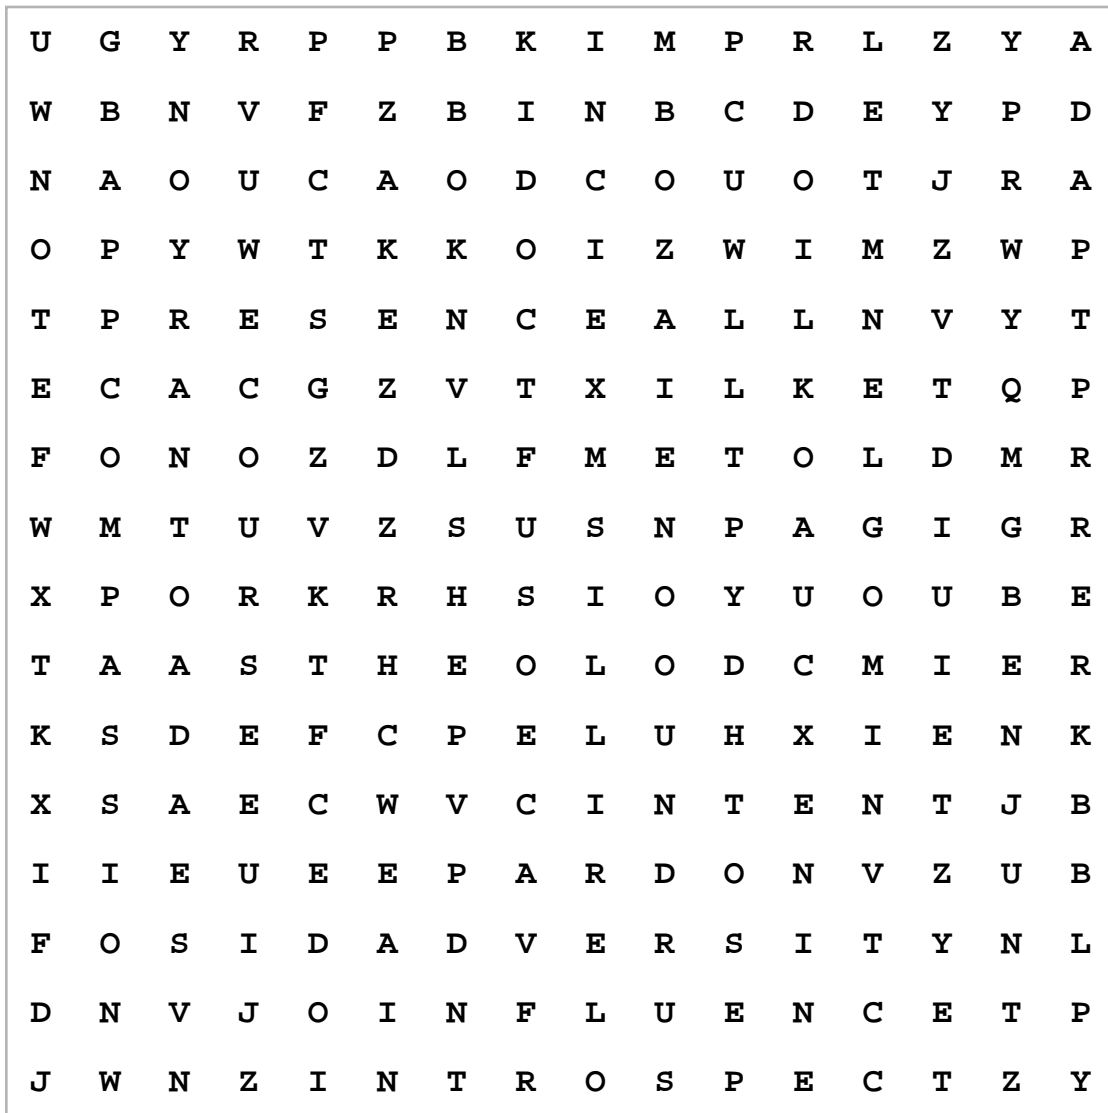 U G Y R P P B K I M P R L Z Y A
W B N V F Z B I N B C D E Y P D
N A O U C A O D C O U O T J R A
O P Y W T K K O I Z W I M Z W P
T P R E S E N C E A L L N V Y T
E C A C G Z V T X I L K E T Q P
F O N O Z D L F M E T O L D M R
W M T U V Z S U S N P A G I G R
X P O R K R H S I O Y U O U B E
T A A S T H E O L O D C M I E R
K S D E F C P E L U H X I E N K
X S A E C W V C I N T E N T J B
I I E U E E P A R D O N V Z U B
F O S I D A D V E R S I T Y N L
D N V J O I N F L U E N C E T P
J W N Z I N T R O S P E C T Z Y